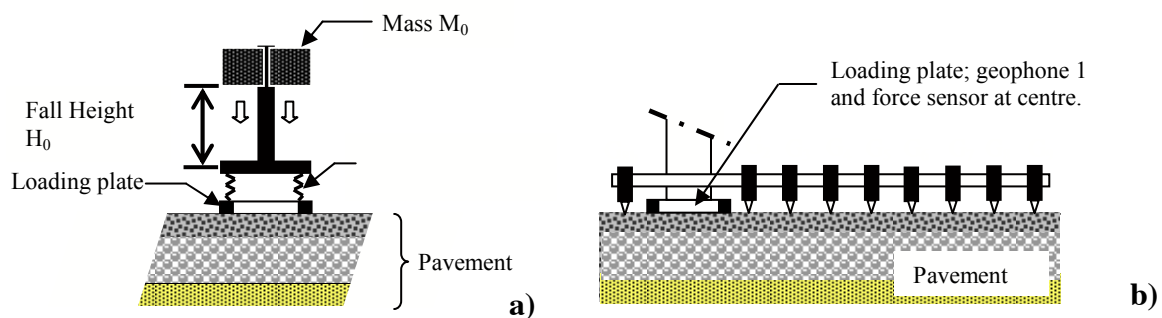 Mass M₀
Fall Height
H₀
Loading plate
Pavement
a)
Loading plate; geophone 1
and force sensor at centre.
Pavement
b)